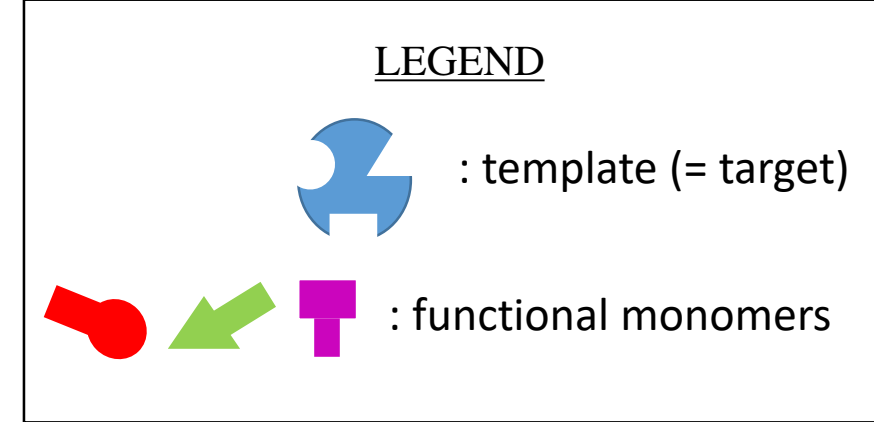 LEGEND
: template (= target)
: functional monomers